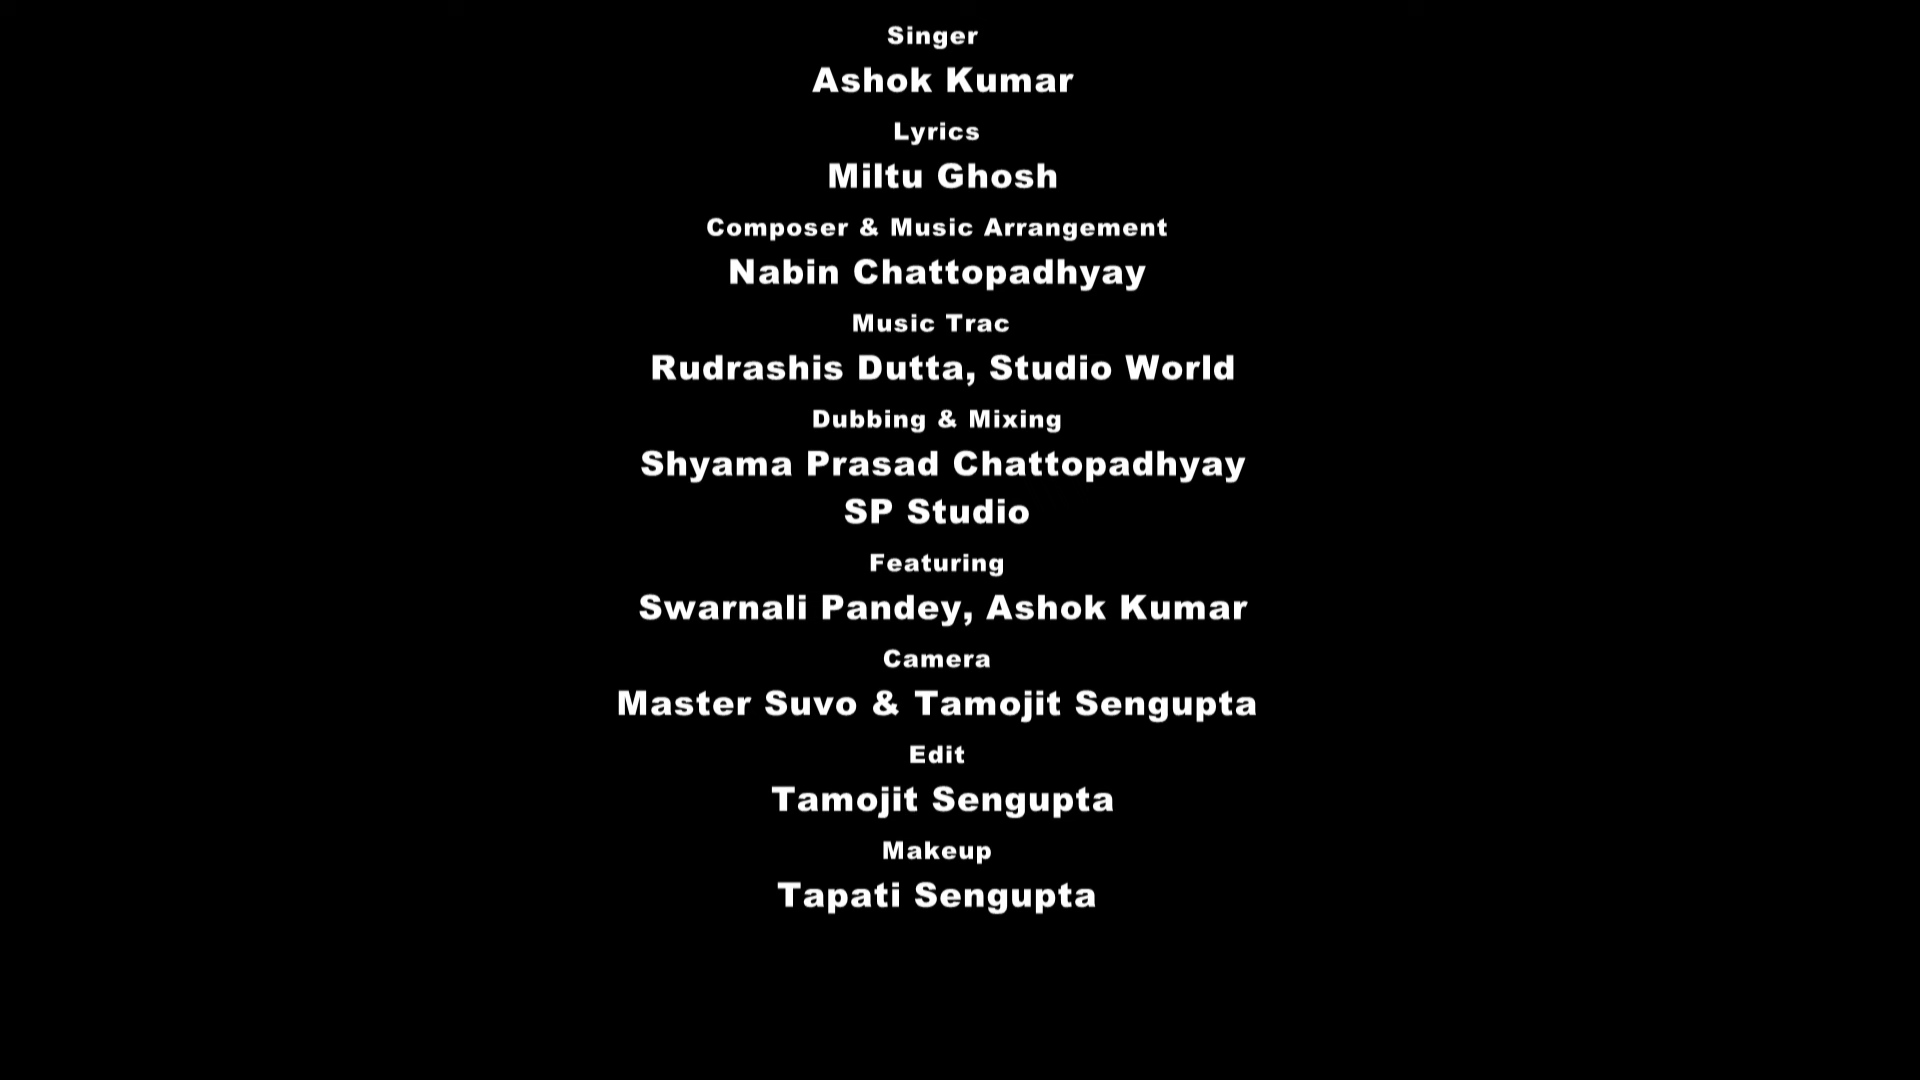 Singer
Ashok Kumar
Lyrics
Miltu Ghosh
Composer & Music Arrangement
Nabin Chattopadhyay
Music Trac
Rudrashis Dutta, Studio World
Dubbing & Mixing
Shyama Prasad Chattopadhyay
SP Studio
Featuring
Swarnali Pandey, Ashok Kumar
Camera
Master Suvo & Tamojit Sengupta
Edit
Tamojit Sengupta
Makeup
Tapati Sengupta